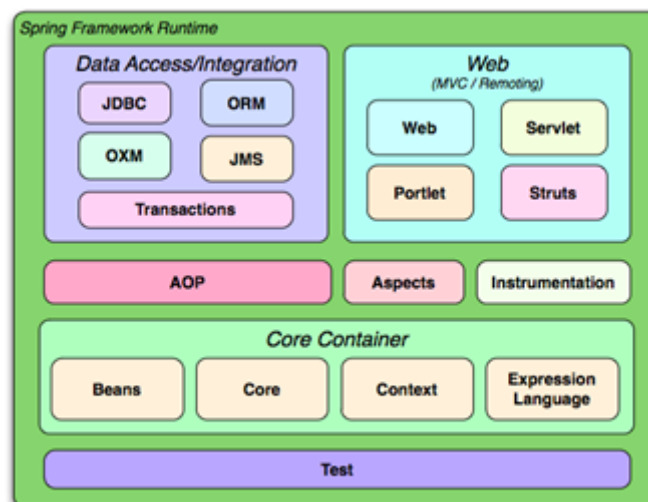 Spring Framework Runtime
Data Access/Integration
JDBC
ORM
OXM
JMS
Transactions
Web
(MVC / Remoting)
Web
Servlet
Portlet
Struts
AOP
Aspects
Instrumentation
Core Container
Beans
Core
Context
Expression
Language
Test